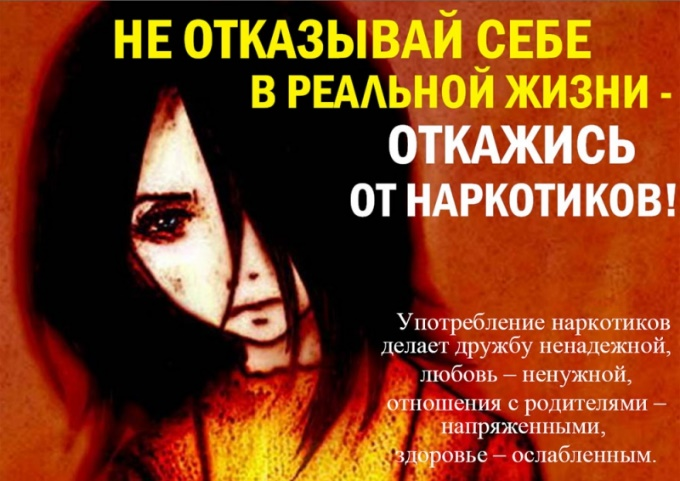 НЕ ОТКАЗЫВАЙ СЕБЕ
В РЕАЛЬНОЙ ЖИЗНИ -
ОТКАЖИСЬ
ОТ НАРКОТИКОВ!
Употребление наркотиков
делает дружбу ненадежной,
любовь – ненужной,
отношения с родителями –
напряженными,
здоровье – ослабленным.